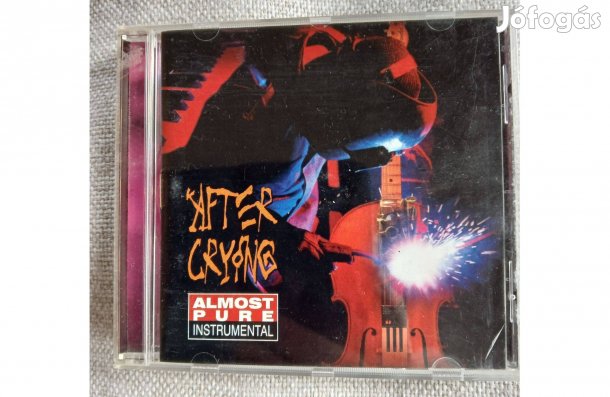 Jófogás
AFTER
CRYING
ALMOST
PURE
INSTRUMENTAL